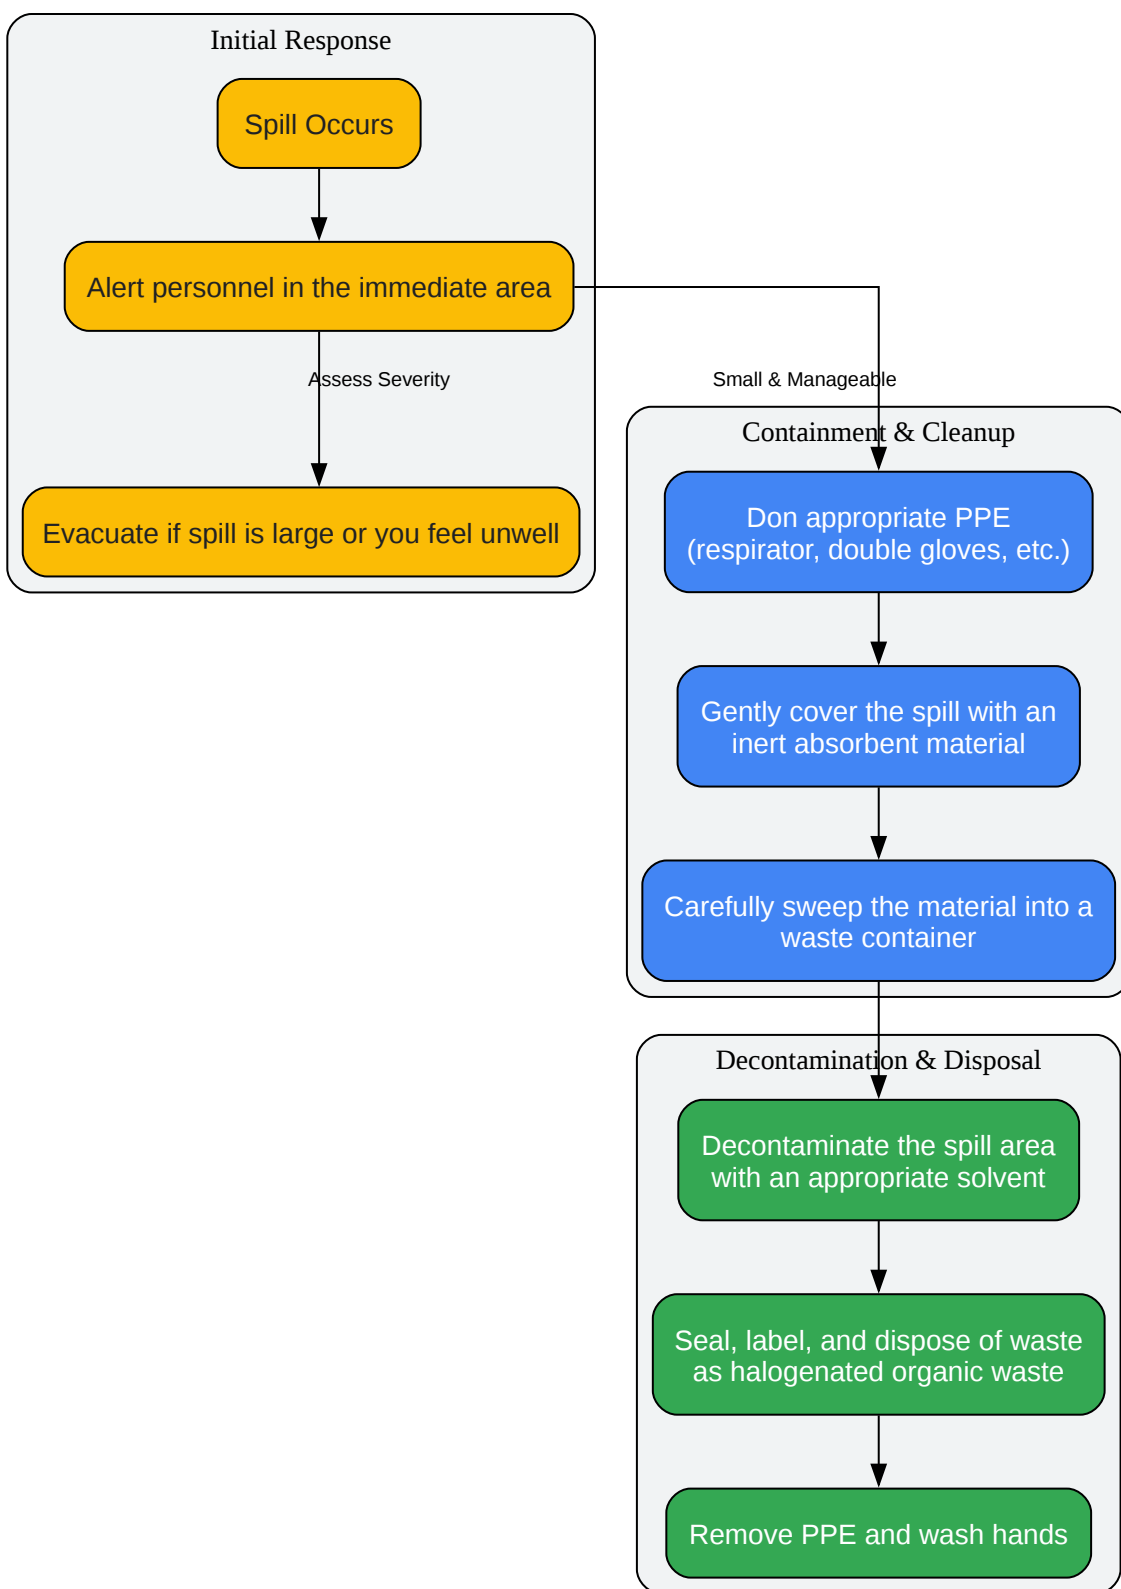 Initial Response
Spill Occurs
Alert personnel in the immediate area
Assess Severity
Small & Manageable
Evacuate if spill is large or you feel unwell
Containment & Cleanup
Don appropriate PPE
(respirator, double gloves, etc.)
Gently cover the spill with an
inert absorbent material
Carefully sweep the material into a
waste container
Decontamination & Disposal
Decontaminate the spill area
with an appropriate solvent
Seal, label, and dispose of waste
as halogenated organic waste
Remove PPE and wash hands